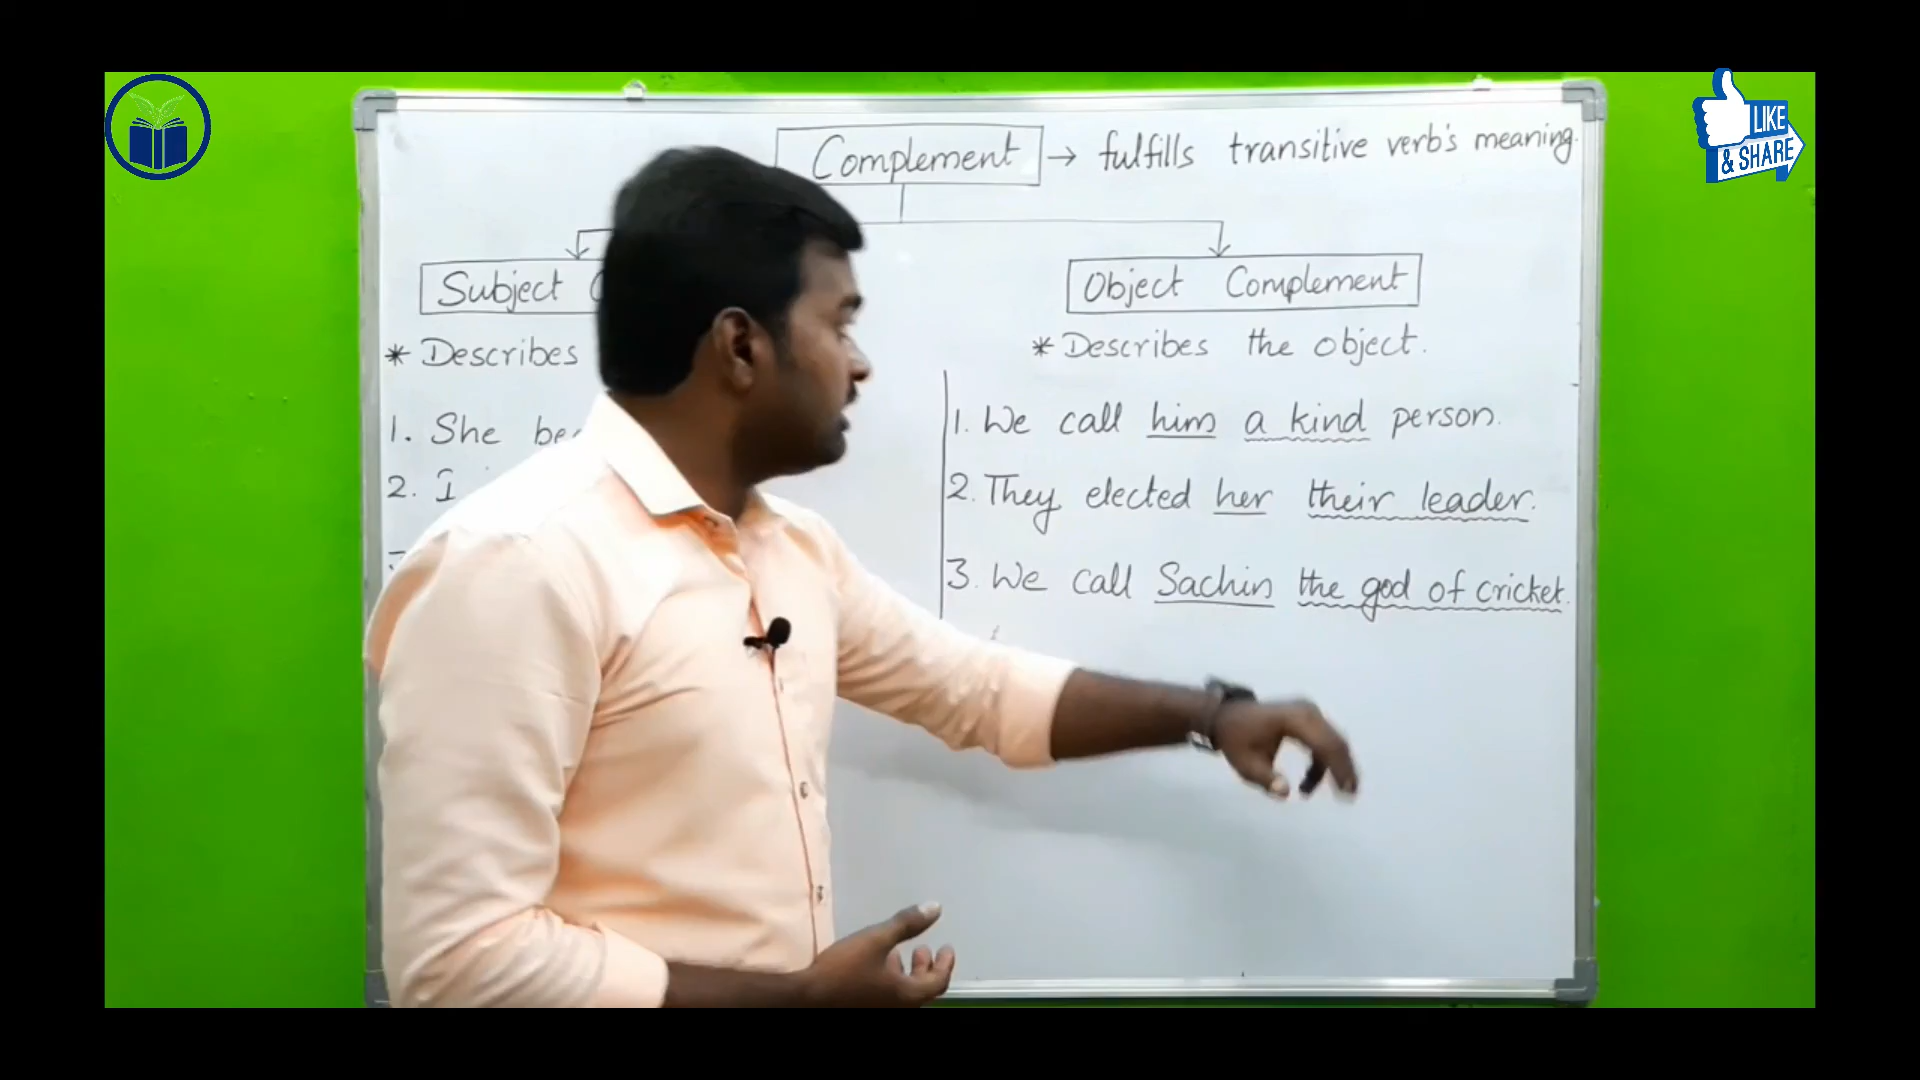 Complement → fulfills transitive verb's meaning.
Subject
Object Complement
* Describes
* Describes the object.
1. She
2. I
1. We call him a kind person.
2. They elected her their leader.
3. We call Sachin the god of cricket.
LIKE
& SHARE